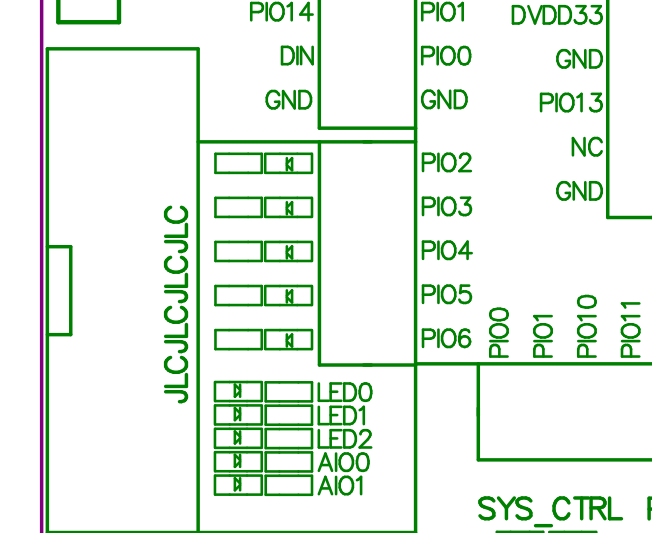 PIO14
PIO1
DVDD33
DIN
PIO0
GND
GND
GND
PIO13
NC
PIO2
GND
PIO3
JLCJLCJLCJLC
PIO4
PIO5
PIO6
PIO0
PIO1
PIO10
PIO11
LED0
LED1
LED2
AIO0
AIO1
SYS_CTRL